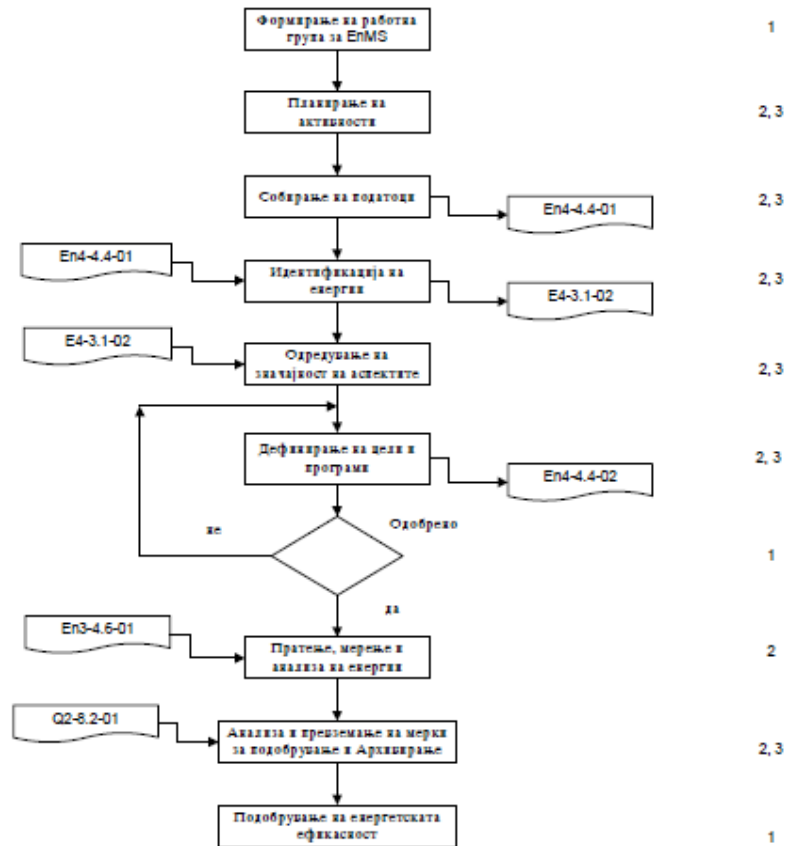 Формирање на работна
група за EnMS
1
Планирање на
активности
2, 3
Собирање на податоци
En4-4.4-01
2, 3
En4-4.4-01
Идентификација на
енергии
E4-3.1-02
2, 3
E4-3.1-02
Одредување на
значајност на аспектите
2, 3
Дефинирање на цели и
програми
En4-4.4-02
2, 3
не
Одобрено
1
да
En3-4.6-01
Пратење, мерење и
анализа на енергии
2
Q2-8.2-01
Анализа и превземање на мерки
за подобрување и Архивирање
2, 3
Подобрување на енергетската
ефикасност
1